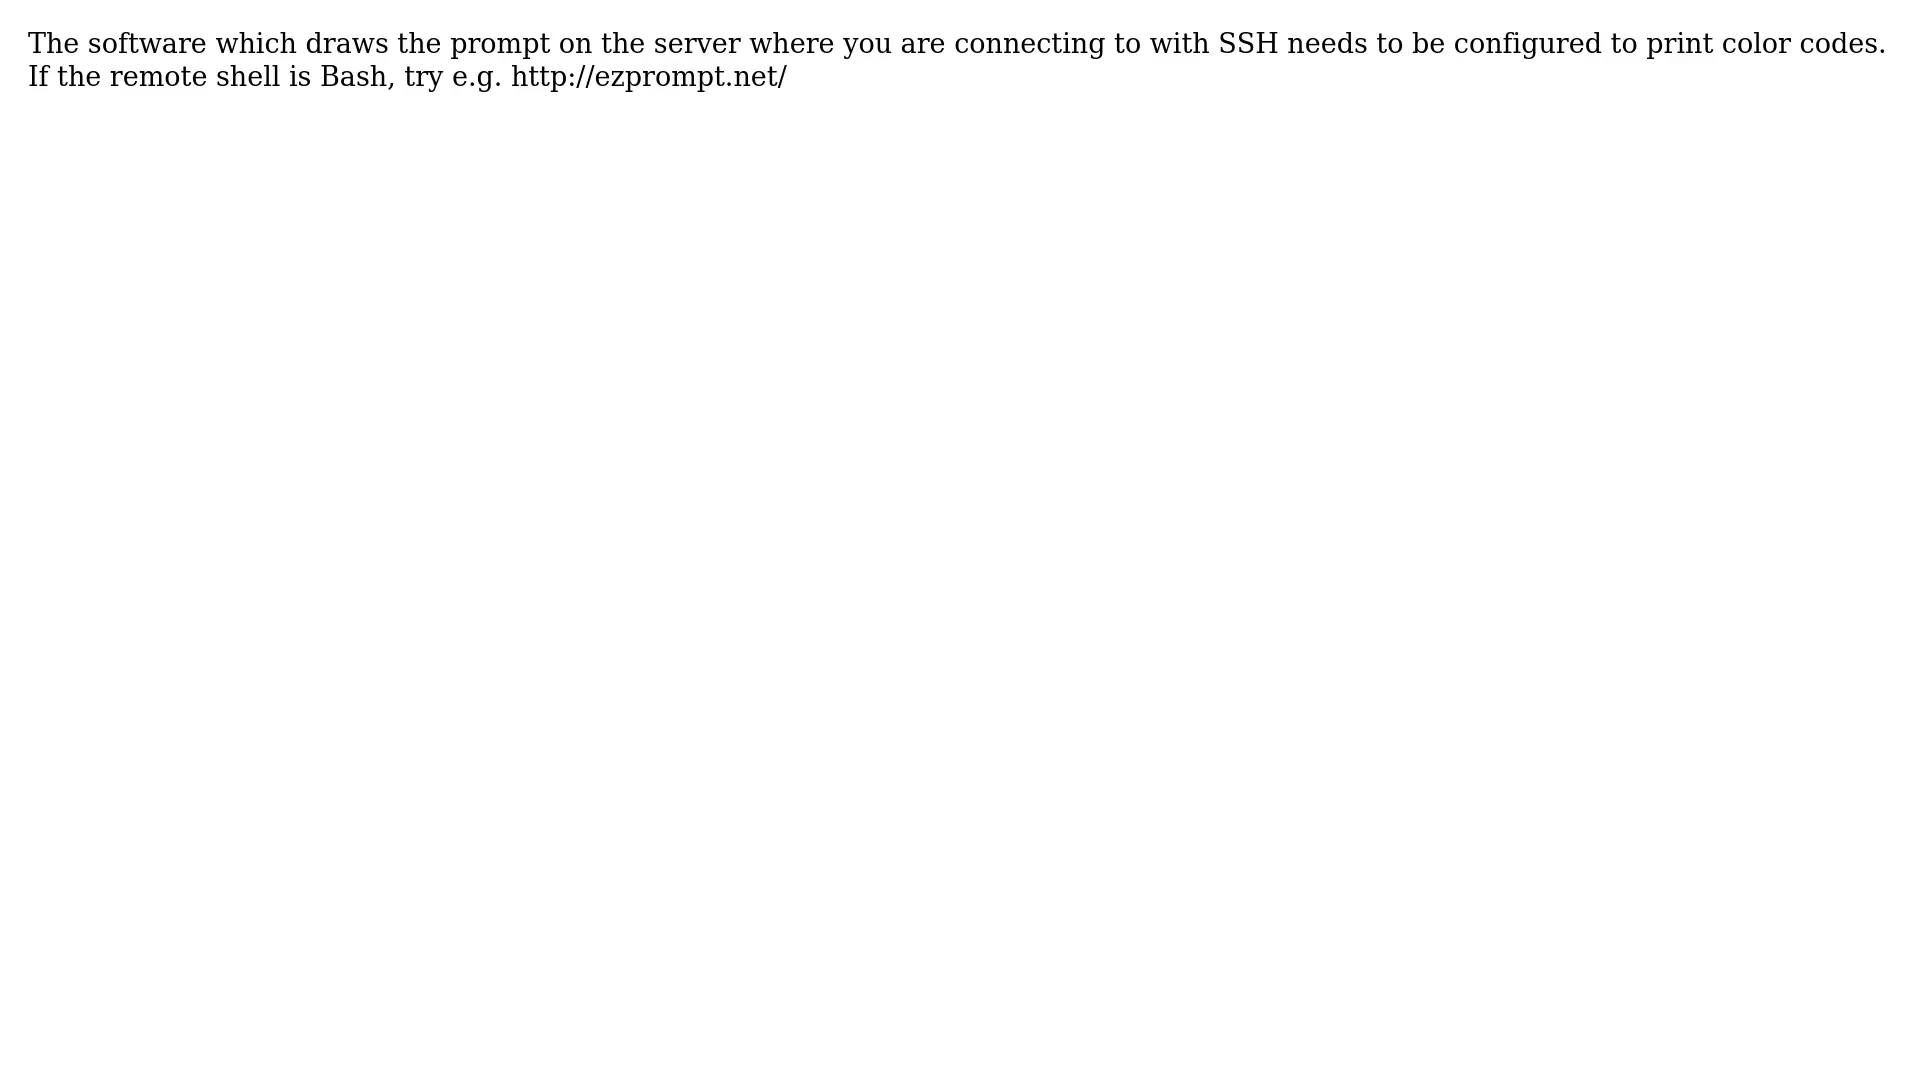 The software which draws the prompt on the server where you are connecting to with SSH needs to be configured to print color codes.
If the remote shell is Bash, try e.g. http://ezprompt.net/